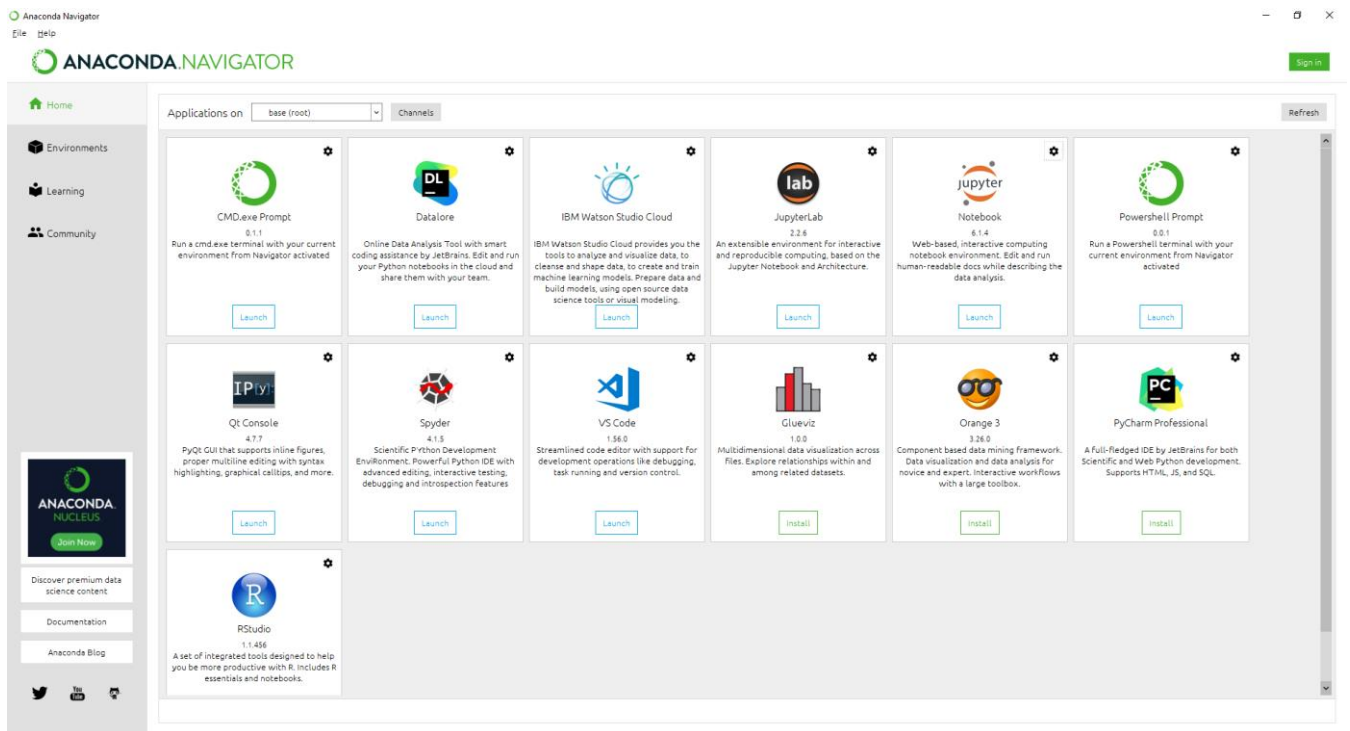 Anaconda Navigator
File Help
ANACONDA.NAVIGATOR
Sign in
Home
Environments
Learning
Community
Applications on
base (root)
Channels
Refresh
CMD.exe Prompt
0.1.1
Run a cmd.exe terminal with your current
environment from Navigator activated
Launch
DL
Datalore
Online Data Analysis Tool with smart
coding assistance by JetBrains. Edit and run
your Python notebooks in the cloud and
share them with your team.
Launch
IBM Watson Studio Cloud
IBM Watson Studio Cloud provides you the
tools to analyze and visualize data, to
cleanse and shape data, to create and train
machine learning models. Prepare data and
build models, using open source data
science tools or visual modeling.
Launch
lab
JupyterLab
2.2.6
An extensible environment for interactive
and reproducible computing, based on the
Jupyter Notebook and Architecture.
Launch
jupyter
Notebook
6.1.4
Web-based, interactive computing
notebook environment. Edit and run
human-readable docs while describing the
data analysis.
Launch
Powershell Prompt
0.0.1
Run a Powershell terminal with your
current environment from Navigator
activated
Launch
IP[y]:
Qt Console
4.7.7
PyQt GUI that supports inline figures,
proper multiline editing with syntax
highlighting, graphical calltips, and more.
Launch
Spyder
4.1.5
Scientific PYthon Development
EnviRonment. Powerful Python IDE with
advanced editing, interactive testing,
debugging and introspection features
Launch
VS Code
1.56.0
Streamlined code editor with support for
development operations like debugging,
task running and version control.
Launch
Glueviz
1.0.0
Multidimensional data visualization across
files. Explore relationships within and
among related datasets.
Install
Orange 3
3.26.0
Component based data mining framework.
Data visualization and data analysis for
novice and expert. Interactive workflows
with a large toolbox.
Install
PC
PyCharm Professional
A full-fledged IDE by JetBrains for both
Scientific and Web Python development.
Supports HTML, JS, and SQL.
Install
R
RStudio
1.1.456
A set of integrated tools designed to help
you be more productive with R. Includes R
essentials and notebooks.
ANACONDA.
NUCLEUS
Join Now
Discover premium data
science content
Documentation
Anaconda Blog
You
Tube